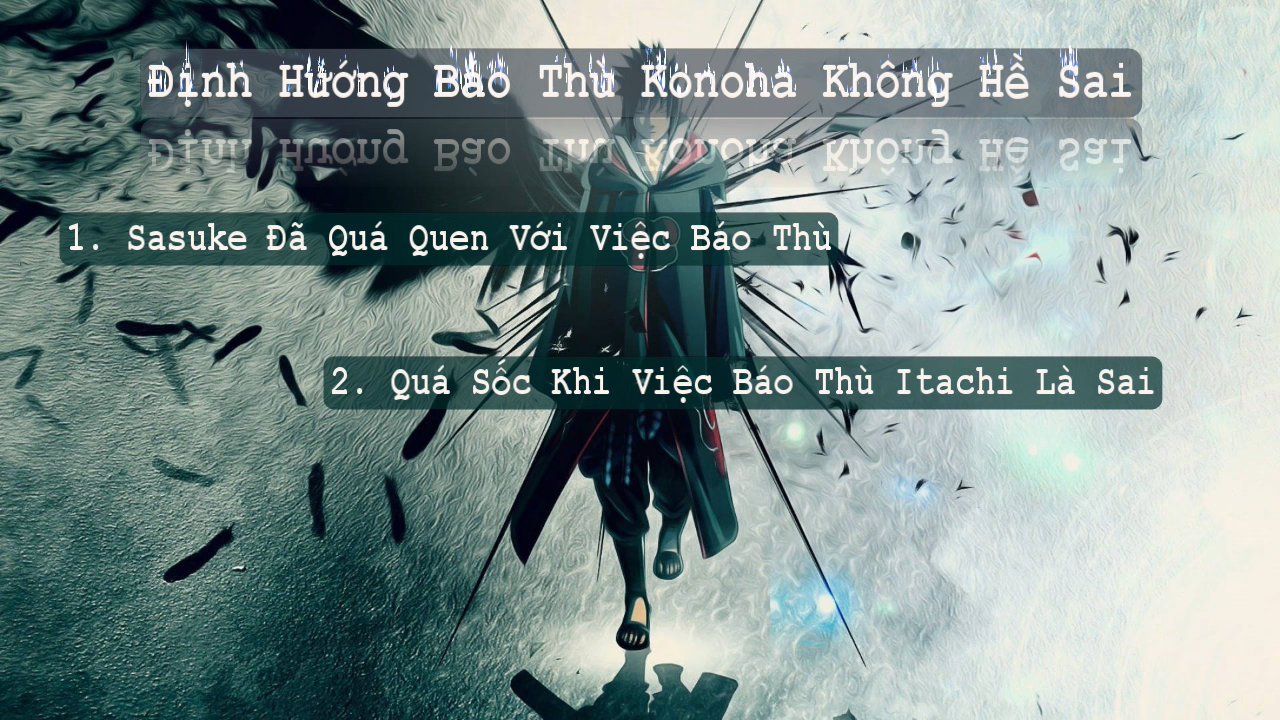 Định Hướng Báo Thù Konoha Không Hề Sai
1. Sasuke Đã Quá Quen Với Việc Báo Thù
2. Quá Sốc Khi Việc Báo Thù Itachi Là Sai